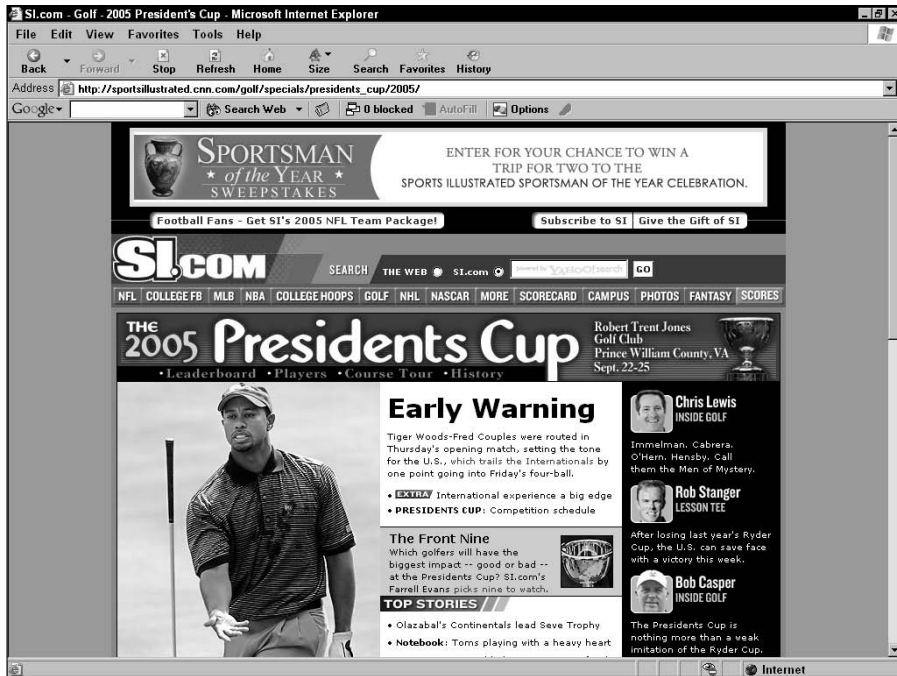 SI.com - Golf - 2005 President's Cup - Microsoft Internet Explorer
File Edit View Favorites Tools Help
Back Forward Stop Refresh Home Size Search Favorites History
Address http://sportsillustrated.cnn.com/golf/specials/presidents_cup/2005/
Google Search Web 0 blocked AutoFill Options
SPORTSMAN
of the YEAR
SWEEPSTAKES
ENTER FOR YOUR CHANCE TO WIN A
TRIP FOR TWO TO THE
SPORTS ILLUSTRATED SPORTSMAN OF THE YEAR CELEBRATION.
Football Fans - Get SI's 2005 NFL Team Package! Subscribe to SI Give the Gift of SI
SI.COM
SEARCH THE WEB SI.com powered by YAHOO! search GO
NFL COLLEGE FB MLB NBA COLLEGE HOOPS GOLF NHL NASCAR MORE SCORECARD CAMPUS PHOTOS FANTASY SCORES
THE
2005 Presidents Cup
•Leaderboard •Players •Course Tour •History
Robert Trent Jones
Golf Club
Prince William County, VA
Sept. 22-25
Early Warning
Tiger Woods-Fred Couples were routed in
Thursday's opening match, setting the tone
for the U.S., which trails the Internationals by
one point going into Friday's four-ball.
• EXTRA International experience a big edge
• PRESIDENTS CUP: Competition schedule
The Front Nine
Which golfers will have the
biggest impact -- good or bad --
at the Presidents Cup? SI.com's
Farrell Evans picks nine to watch.
TOP STORIES
• Olazabal's Continentals lead Seve Trophy
• Notebook: Toms playing with a heavy heart
Chris Lewis
INSIDE GOLF
Immelman. Cabrera.
O'Hern. Hensby. Call
them the Men of Mystery.
Rob Stanger
LESSON TEE
After losing last year's Ryder
Cup, the U.S. can save face
with a victory this week.
Bob Casper
INSIDE GOLF
The Presidents Cup is
nothing more than a weak
imitation of the Ryder Cup.
Internet